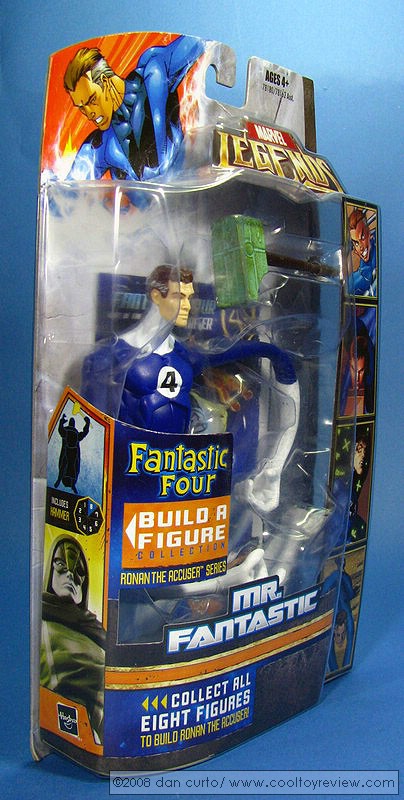 AGES 4+
MARVEL
LEGENDS
4
Fantastic
Four
BUILD A
FIGURE
COLLECTION
RONAN THE ACCUSER™ SERIES
INCLUDES
HAMMER
MR.
FANTASTIC
COLLECT ALL
EIGHT FIGURES
TO BUILD RONAN THE ACCUSER!
Hasbro
©2008 dan curto/ www.cooltoyreview.com